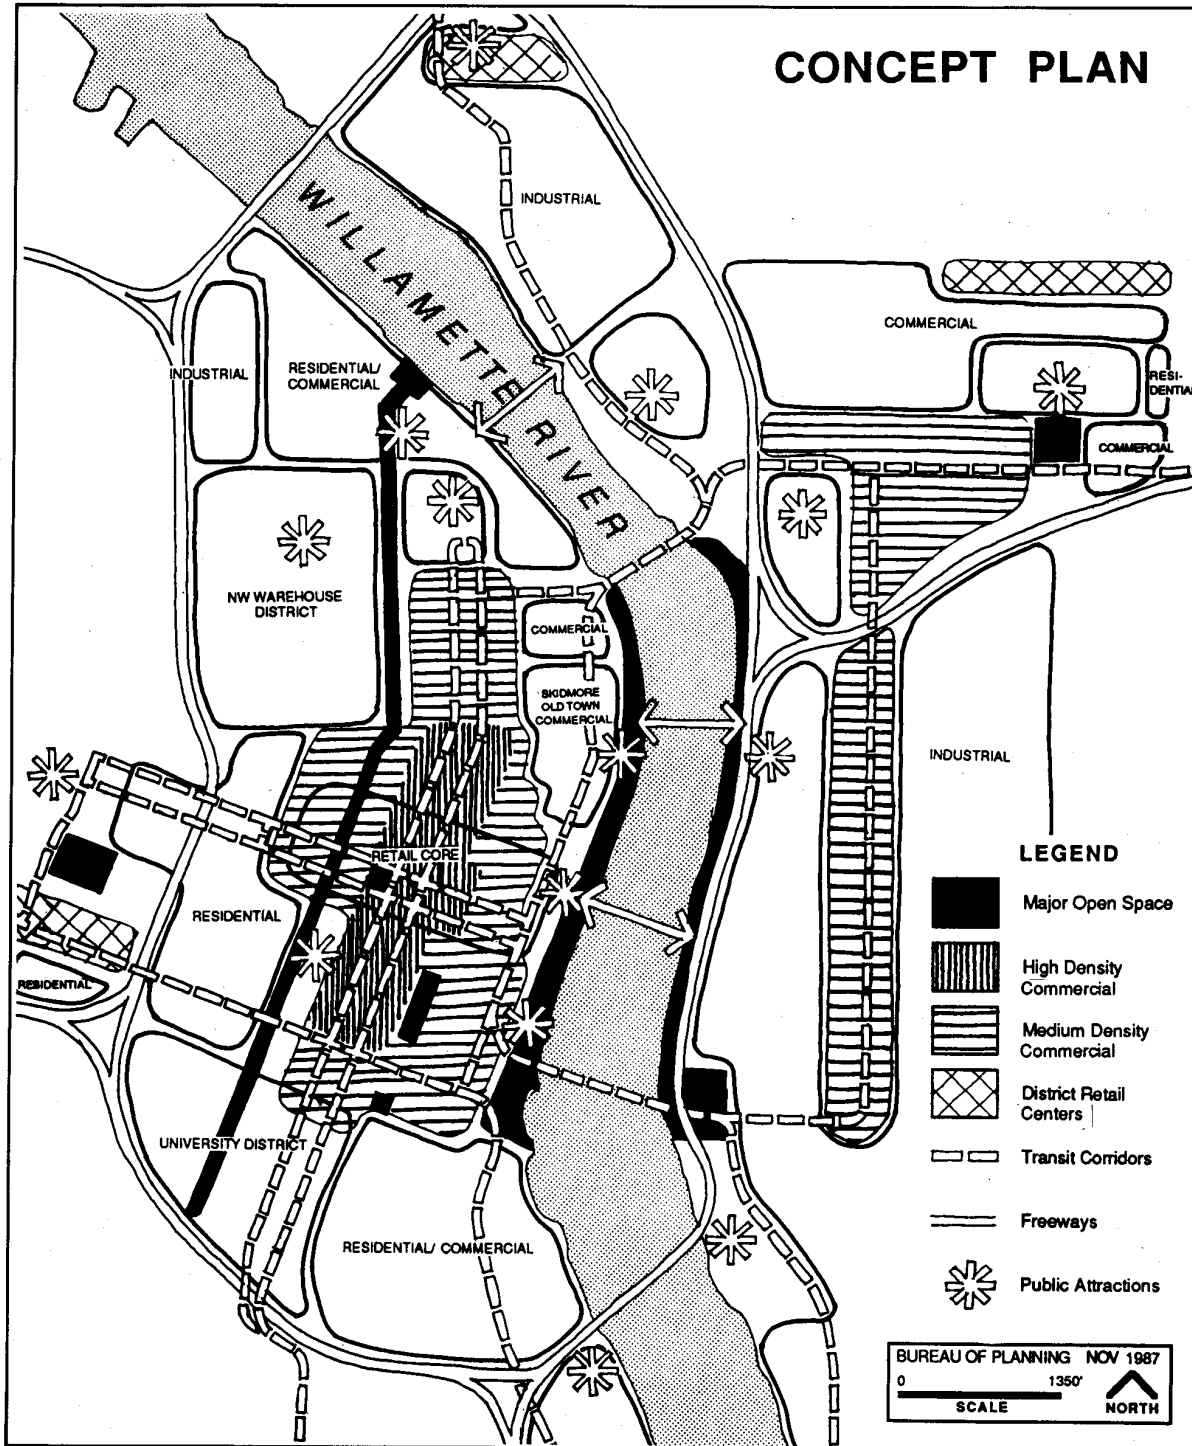 CONCEPT PLAN
INDUSTRIAL
WILLAMETTE RIVER
COMMERCIAL
INDUSTRIAL
RESIDENTIAL/
COMMERCIAL
RESI-
DENTIAL
COMMERCIAL
NW WAREHOUSE
DISTRICT
COMMERCIAL
SKIDMORE
OLD TOWN
COMMERCIAL
INDUSTRIAL
RETAIL CORE
RESIDENTIAL
RESIDENTIAL
UNIVERSITY DISTRICT
RESIDENTIAL/ COMMERCIAL
LEGEND
Major Open Space
High Density
Commercial
Medium Density
Commercial
District Retail
Centers
Transit Corridors
Freeways
Public Attractions
BUREAU OF PLANNING NOV 1987
0 1350'
SCALE
NORTH